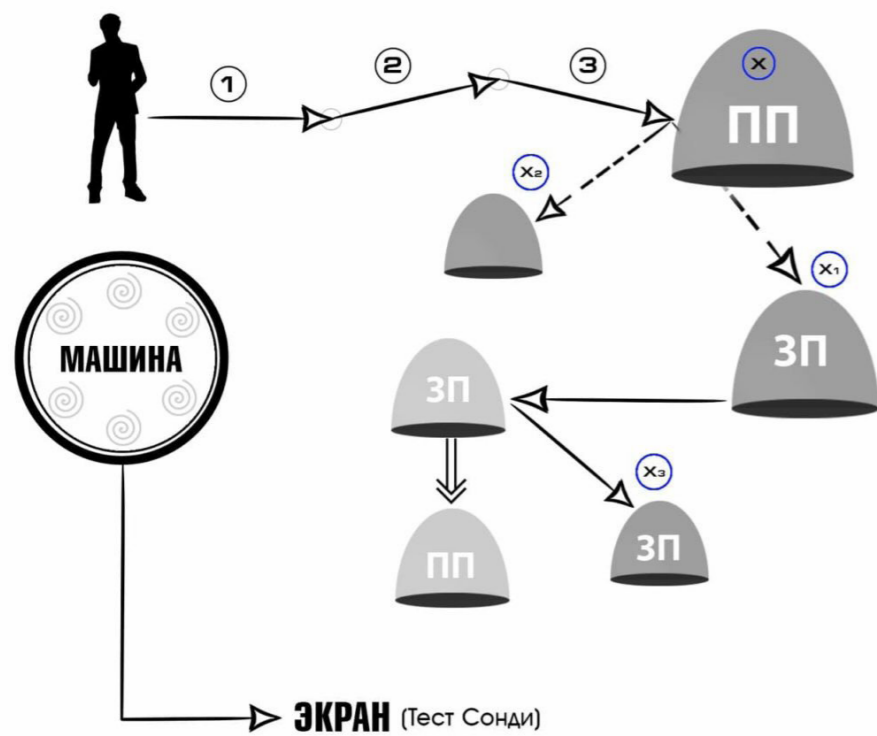 1
2
3
X
ПП
X₂
X₁
ЗП
МАШИНА
ЗП
X₃
ЗП
ПП
ЭКРАН (Тест Сонди)